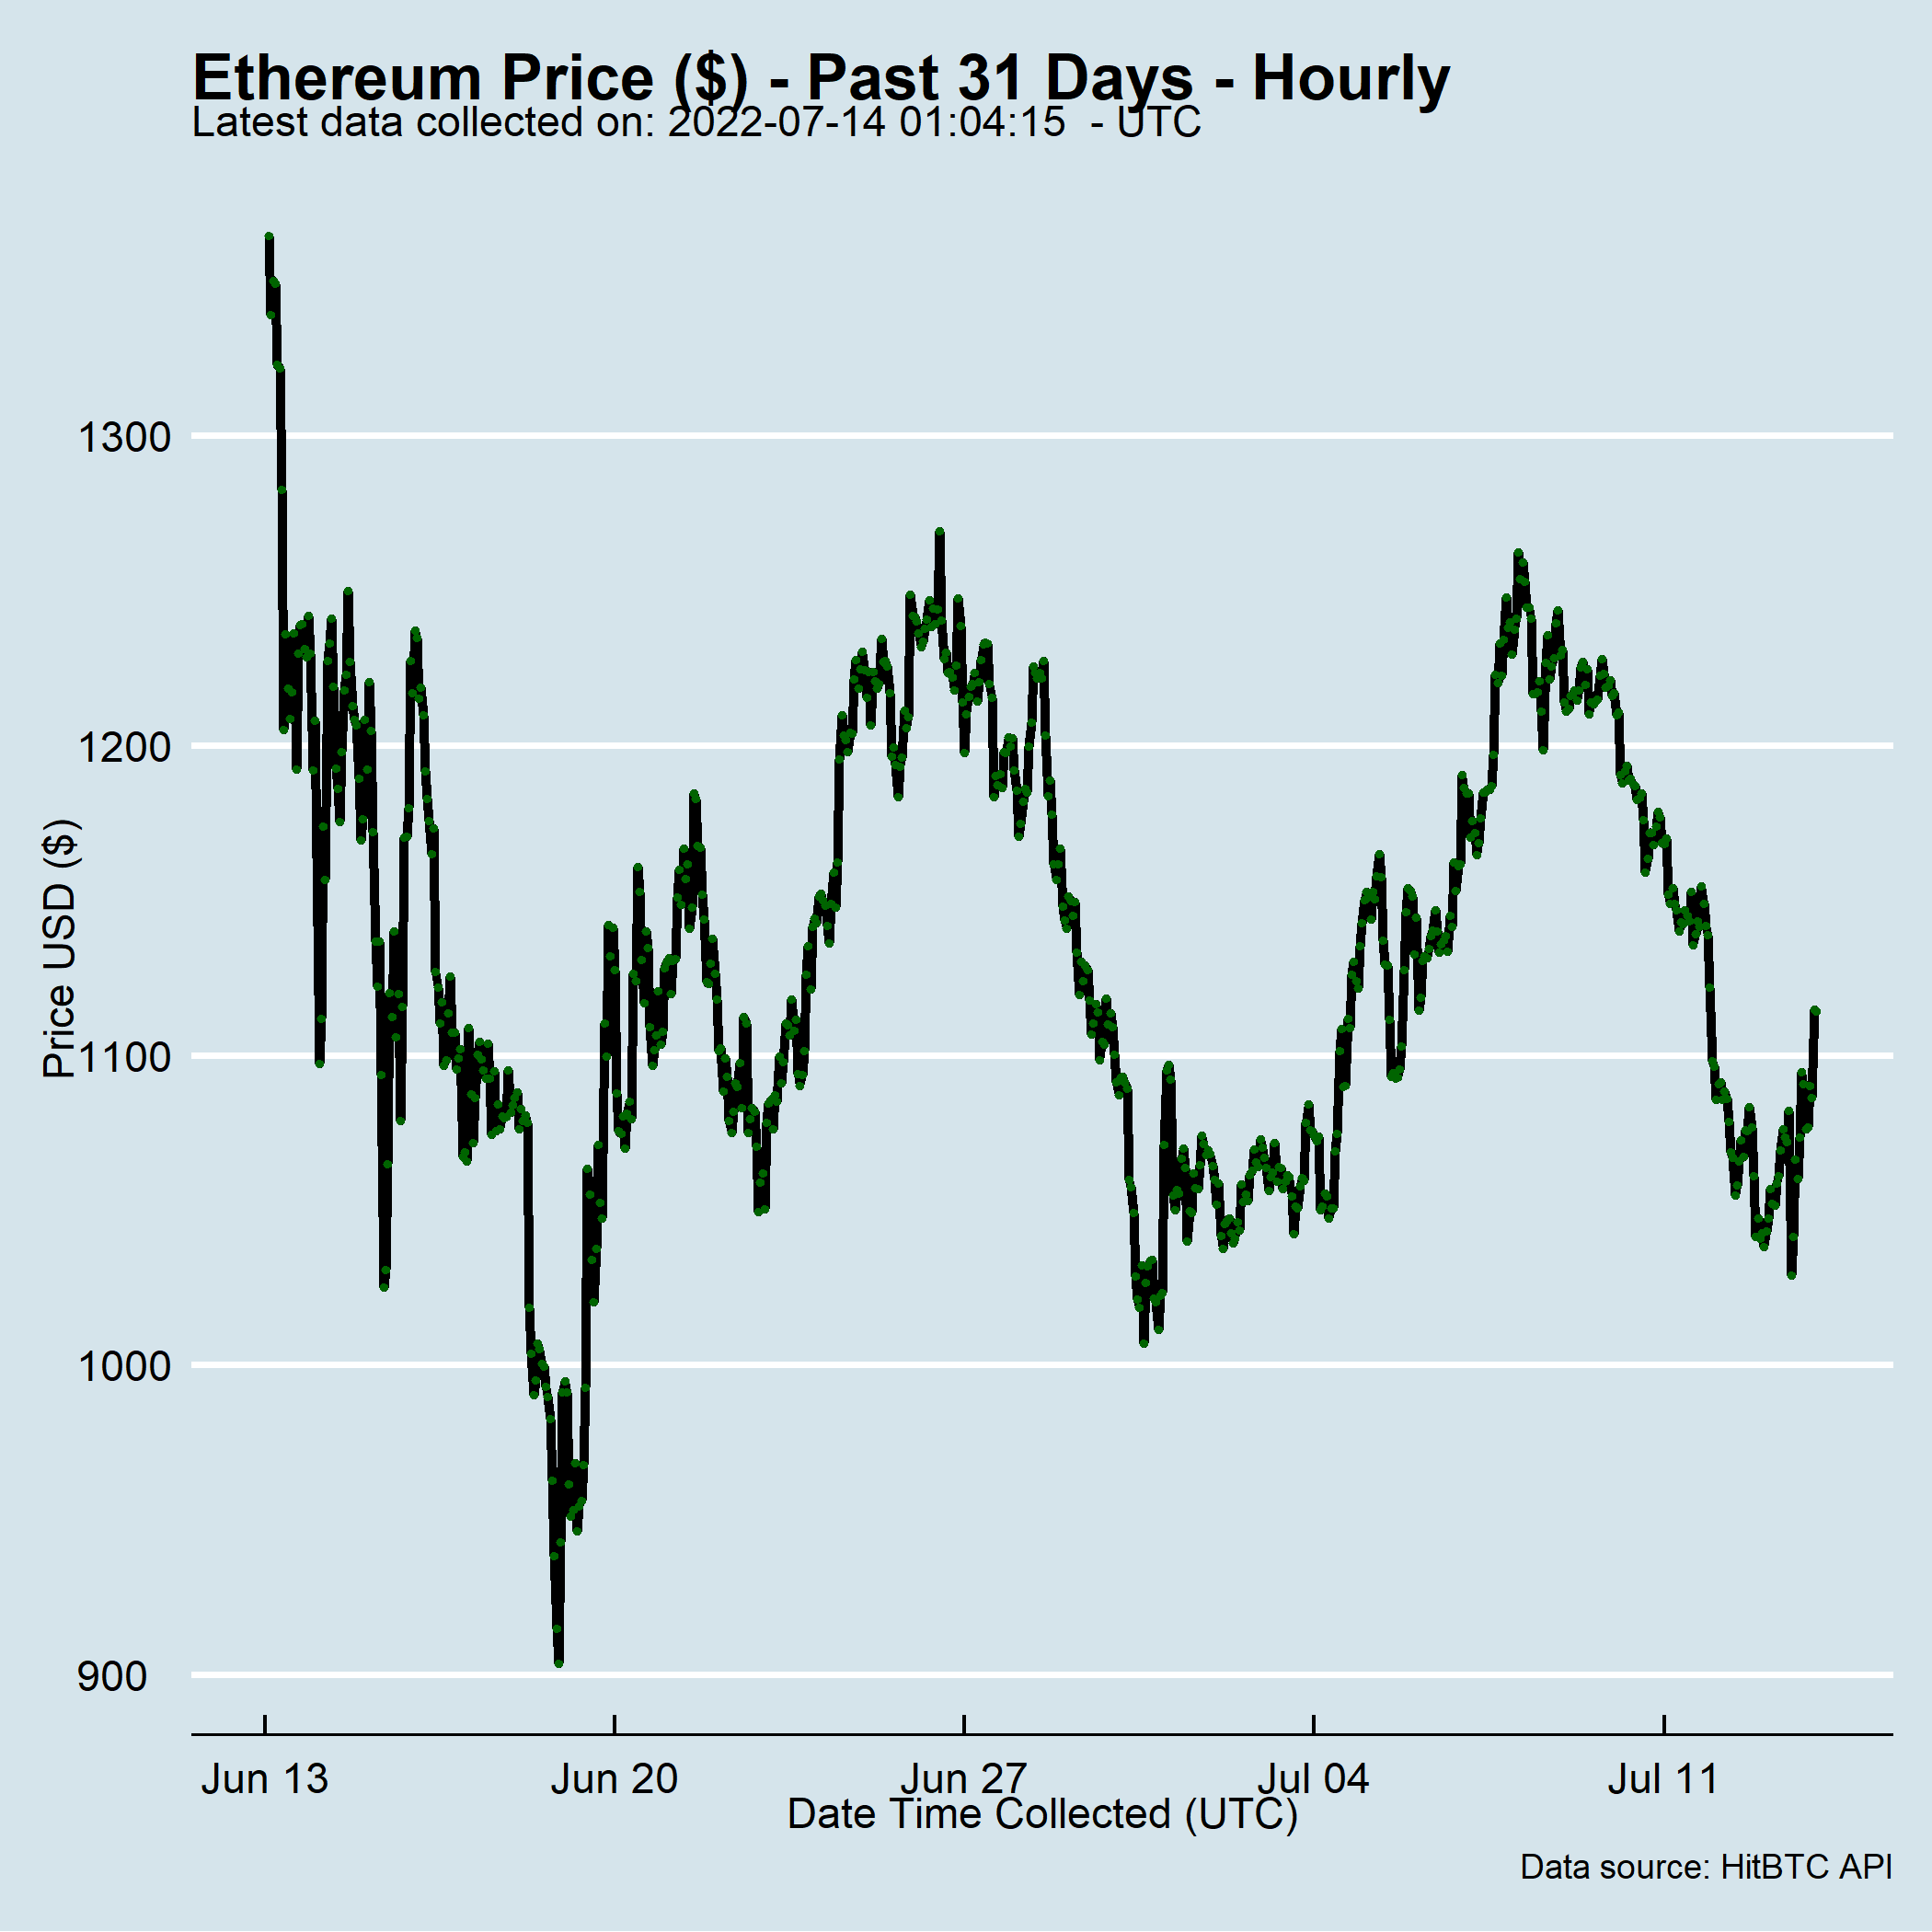 Ethereum Price ($) - Past 31 Days - Hourly
Latest data collected on: 2022-07-14 01:04:15  - UTC
Price USD ($)
1300
1200
1100
1000
900
Jun 13
Jun 20
Jun 27
Jul 04
Jul 11
Date Time Collected (UTC)
Data source: HitBTC API